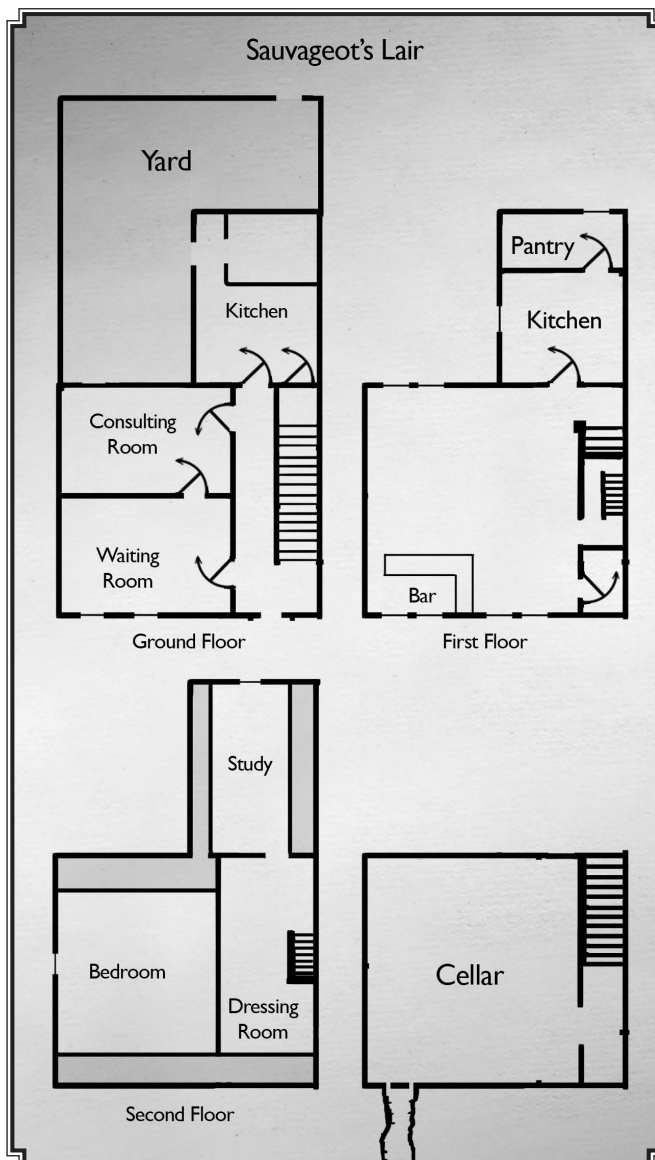 Sauvageot's Lair
Yard
Kitchen
Consulting
Room
Waiting
Room
Ground Floor
Pantry
Kitchen
Bar
First Floor
Study
Bedroom
Dressing
Room
Second Floor
Cellar